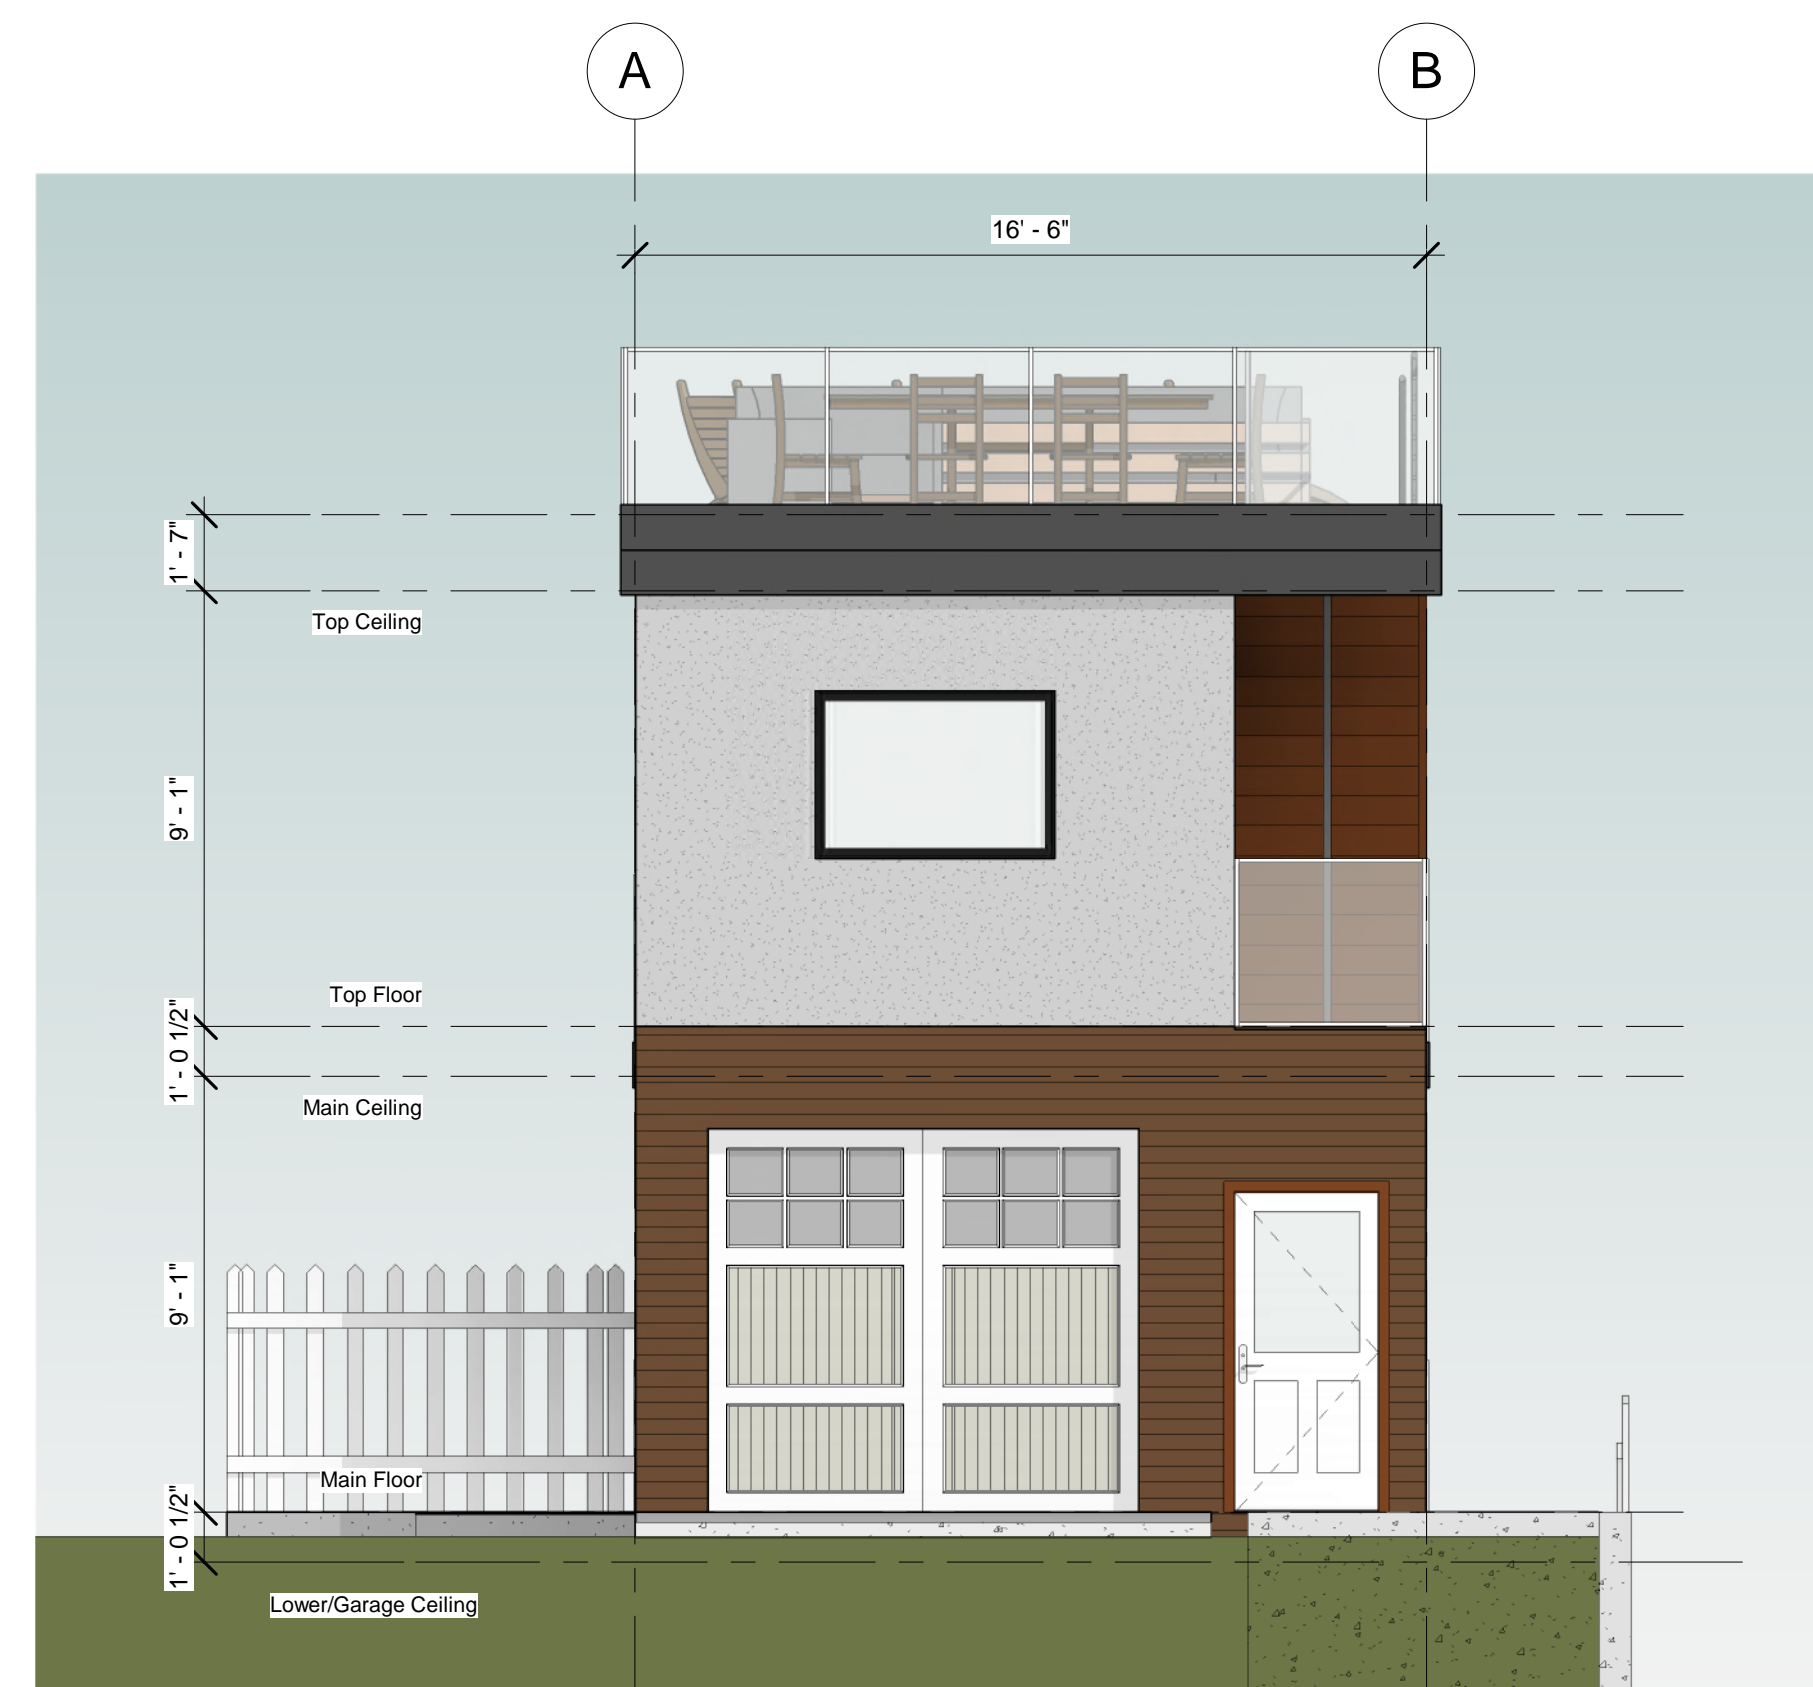 A
B
16' - 6"
1' - 7"
Top Ceiling
9' - 1"
Top Floor
1' - 0 1/2"
Main Ceiling
9' - 1"
Main Floor
1' - 0 1/2"
Lower/Garage Ceiling